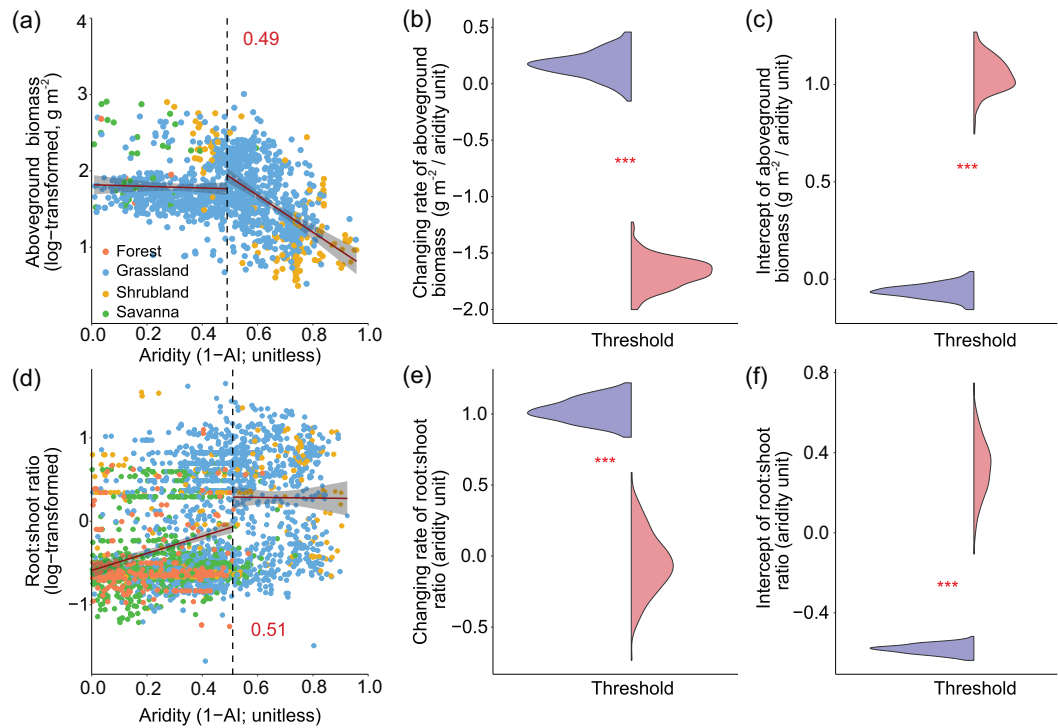 (a)
Aboveground biomass
(log−transformed, g m-2)
4
3
2
1
0.49
Forest
Grassland
Shrubland
Savanna
0.0 0.2 0.4 0.6 0.8 1.0
Aridity (1−AI; unitless)
(b)
Changing rate of aboveground
biomass (g m-2 / aridity unit)
0.5
0.0
−0.5
−1.0
−1.5
−2.0
***
Threshold
(c)
Intercept of aboveground
biomass (g m-2 / aridity unit)
1.0
0.5
0.0
***
Threshold
(d)
Root:shoot ratio
(log−transformed)
1
0
−1
0.51
0.0 0.2 0.4 0.6 0.8 1.0
Aridity (1−AI; unitless)
(e)
Changing rate of root:shoot
ratio (aridity unit)
1.0
0.5
0.0
−0.5
***
Threshold
(f)
Intercept of root:shoot
ratio (aridity unit)
0.8
0.4
0.0
−0.4
***
Threshold